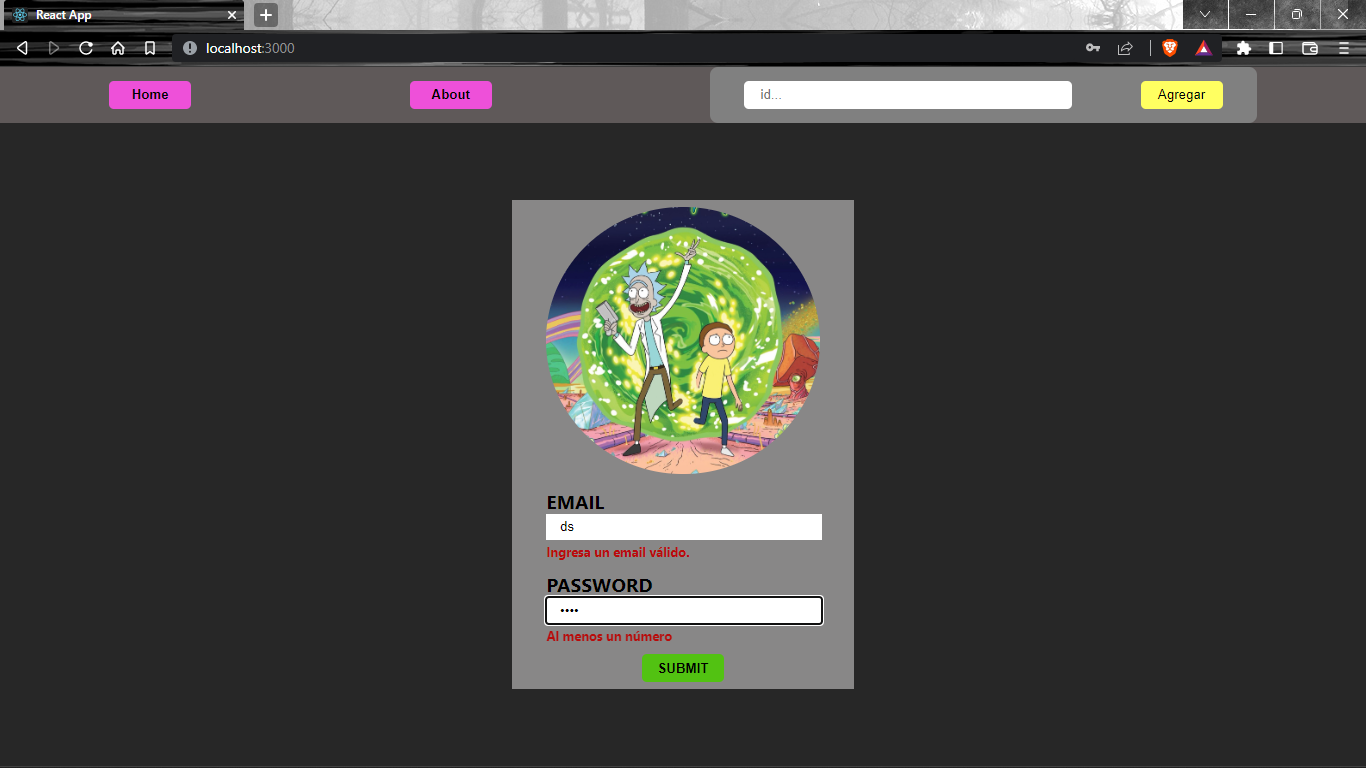 React App
localhost:3000
Home
About
id...
Agregar
EMAIL
ds
Ingresa un email válido.
PASSWORD
••••
Al menos un número
SUBMIT